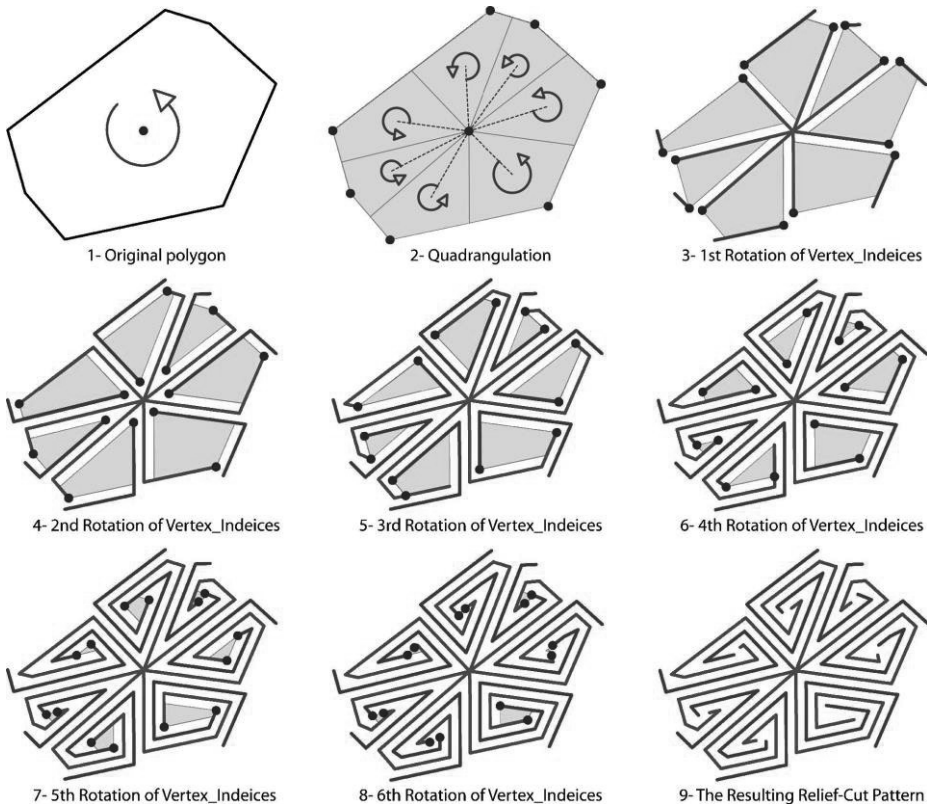 1- Original polygon
2- Quadrangulation
3- 1st Rotation of Vertex_Indeices
4- 2nd Rotation of Vertex_Indeices
5- 3rd Rotation of Vertex_Indeices
6- 4th Rotation of Vertex_Indeices
7- 5th Rotation of Vertex_Indeices
8- 6th Rotation of Vertex_Indeices
9- The Resulting Relief-Cut Pattern